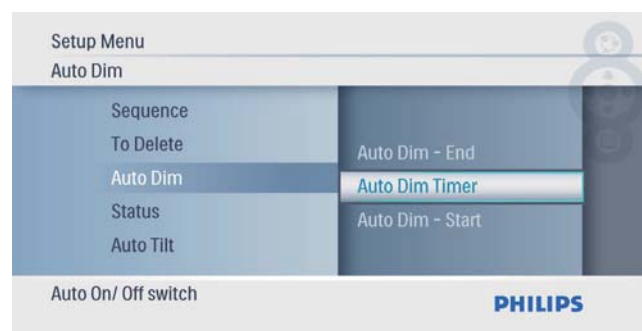 Setup Menu
Auto Dim
Sequence
To Delete
Auto Dim
Status
Auto Tilt
Auto Dim - End
Auto Dim Timer
Auto Dim - Start
Auto On/ Off switch
PHILIPS